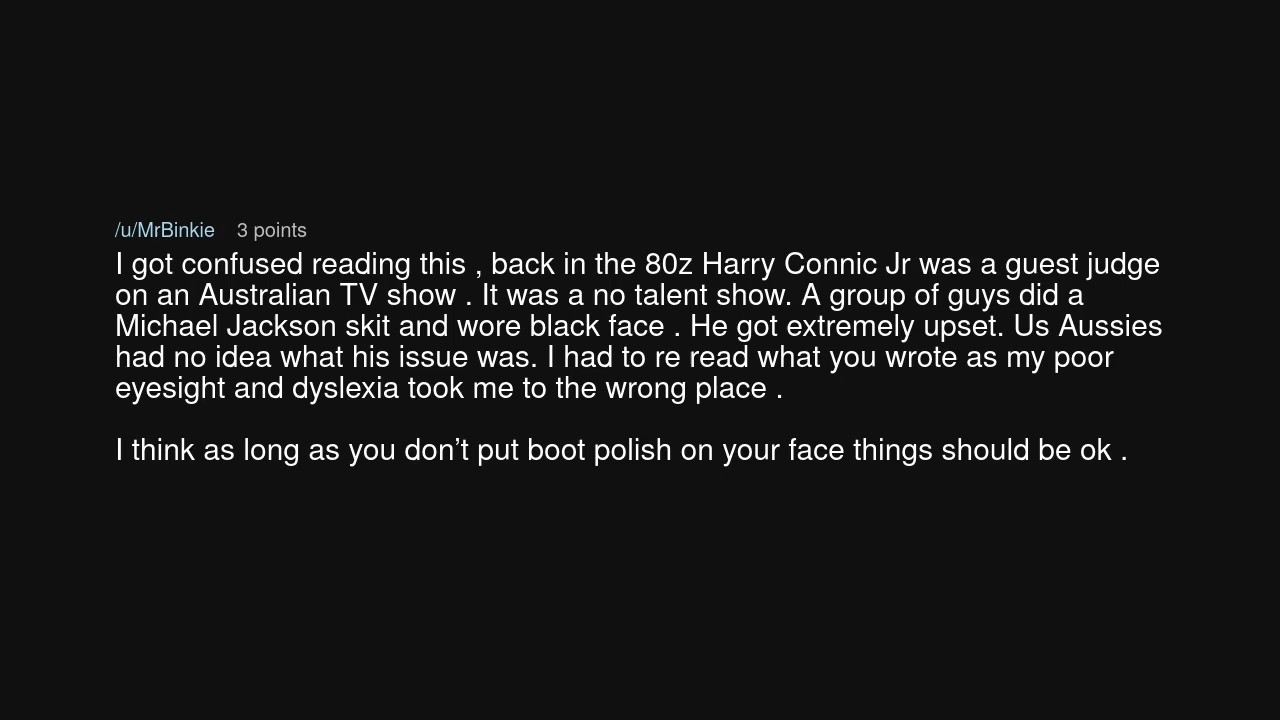 /u/MrBinkie 3 points
I got confused reading this , back in the 80z Harry Connic Jr was a guest judge
on an Australian TV show . It was a no talent show. A group of guys did a
Michael Jackson skit and wore black face . He got extremely upset. Us Aussies
had no idea what his issue was. I had to re read what you wrote as my poor
eyesight and dyslexia took me to the wrong place .
I think as long as you don’t put boot polish on your face things should be ok .